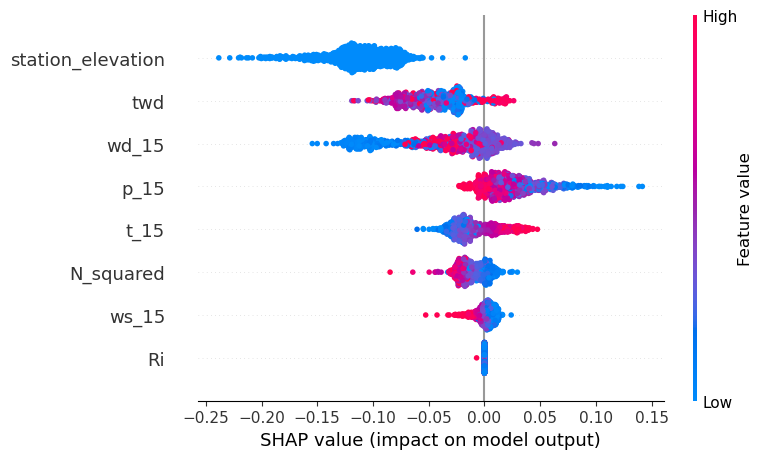 High
station_elevation
twd
wd_15
p_15
t_15
N_squared
ws_15
Ri
Feature value
Low
−0.25 −0.20 −0.15 −0.10 −0.05 0.00 0.05 0.10 0.15
SHAP value (impact on model output)